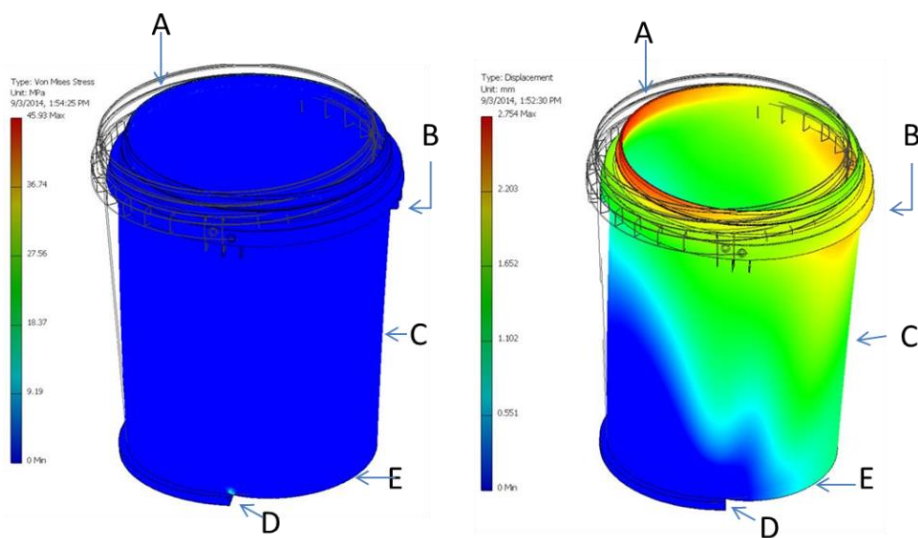 A
Type: Von Mises Stress
Unit: MPa
9/3/2014, 1:54:25 PM
45.93 Max
36.74
27.56
18.37
9.19
0 Min
B
C
E
D
A
Type: Displacement
Unit: mm
9/3/2014, 1:52:30 PM
2.754 Max
2.203
1.652
1.102
0.551
0 Min
B
C
E
D